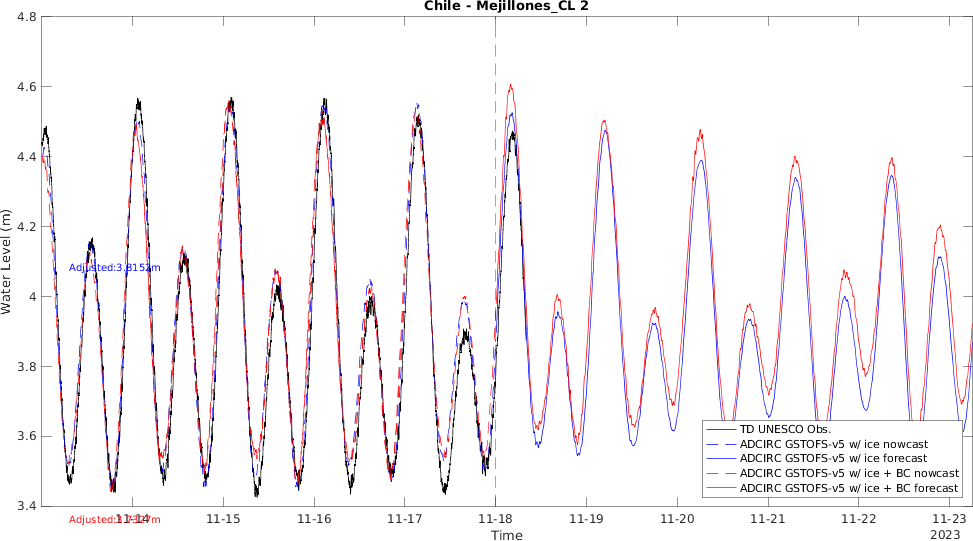 Chile - Mejillones_CL 2
4.8
4.6
4.4
4.2
4
3.8
3.6
3.4
Water Level (m)
Adjusted:3.8152m
TD UNESCO Obs.
ADCIRC GSTOFS-v5 w/ ice nowcast
ADCIRC GSTOFS-v5 w/ ice forecast
ADCIRC GSTOFS-v5 w/ ice + BC nowcast
ADCIRC GSTOFS-v5 w/ ice + BC forecast
11-14 11-15 11-16 11-17 11-18 11-19 11-20 11-21 11-22 11-23
Time
2023